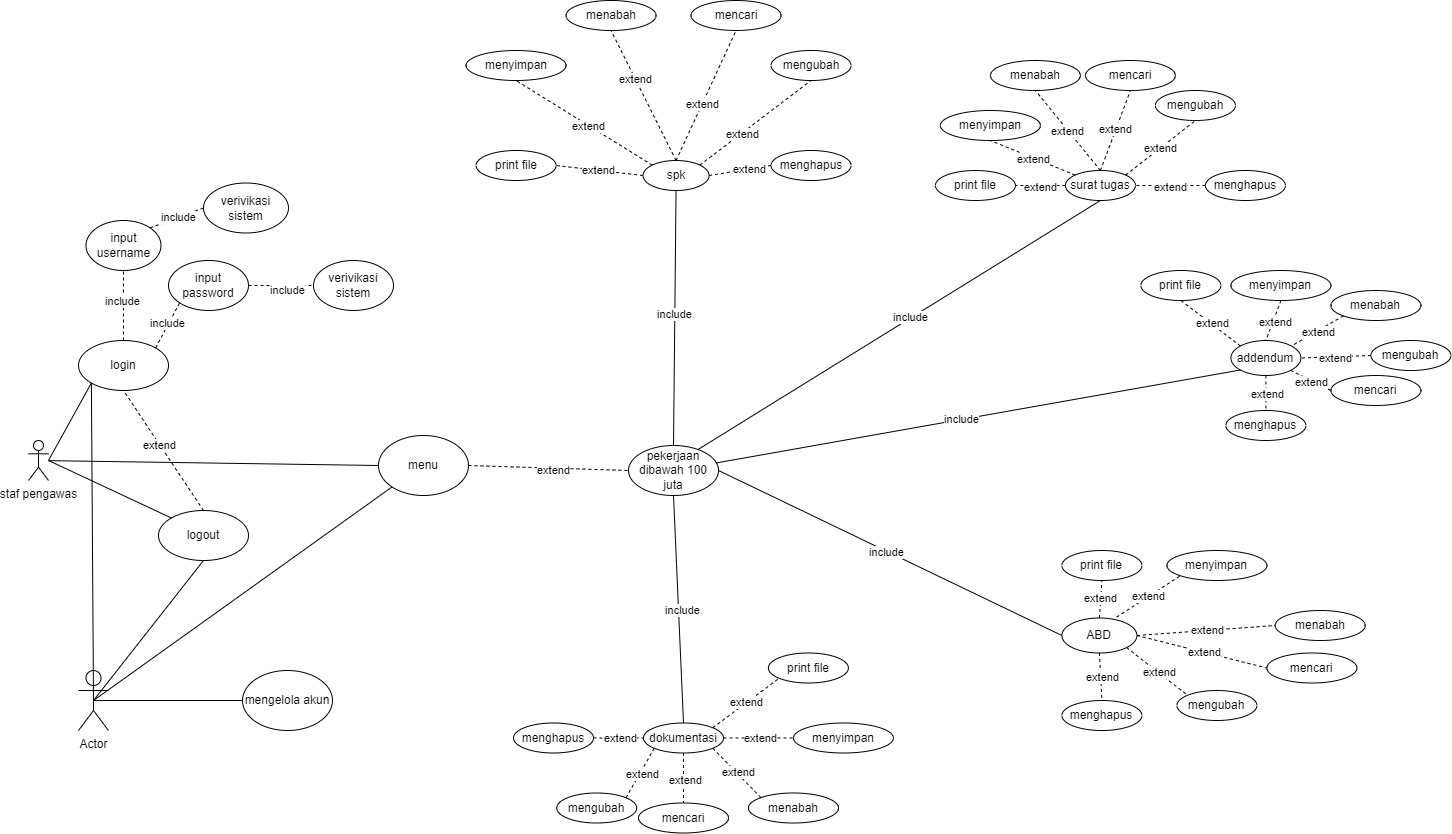 menabah
mencari
menyimpan
mengubah
extend
extend
extend
extend
print file
extend
spk
extend
menghapus
menabah
mencari
menyimpan
mengubah
extend
extend
extend
extend
print file
extend
surat tugas
extend
menghapus
verivikasi
sistem
include
input
username
input
password
include
verivikasi
sistem
include
include
login
print file
menyimpan
menabah
extend
extend
extend
addendum
extend
mengubah
extend
mencari
extend
menghapus
include
include
include
extend
staf pengawas
menu
extend
pekerjaan
dibawah 100
juta
logout
include
include
print file
menyimpan
extend
extend
ABD
extend
menabah
extend
mencari
extend
extend
mengubah
menghapus
Actor
mengelola akun
print file
extend
menghapus
extend
dokumentasi
extend
menyimpan
extend
extend
extend
mengubah
mencari
menabah